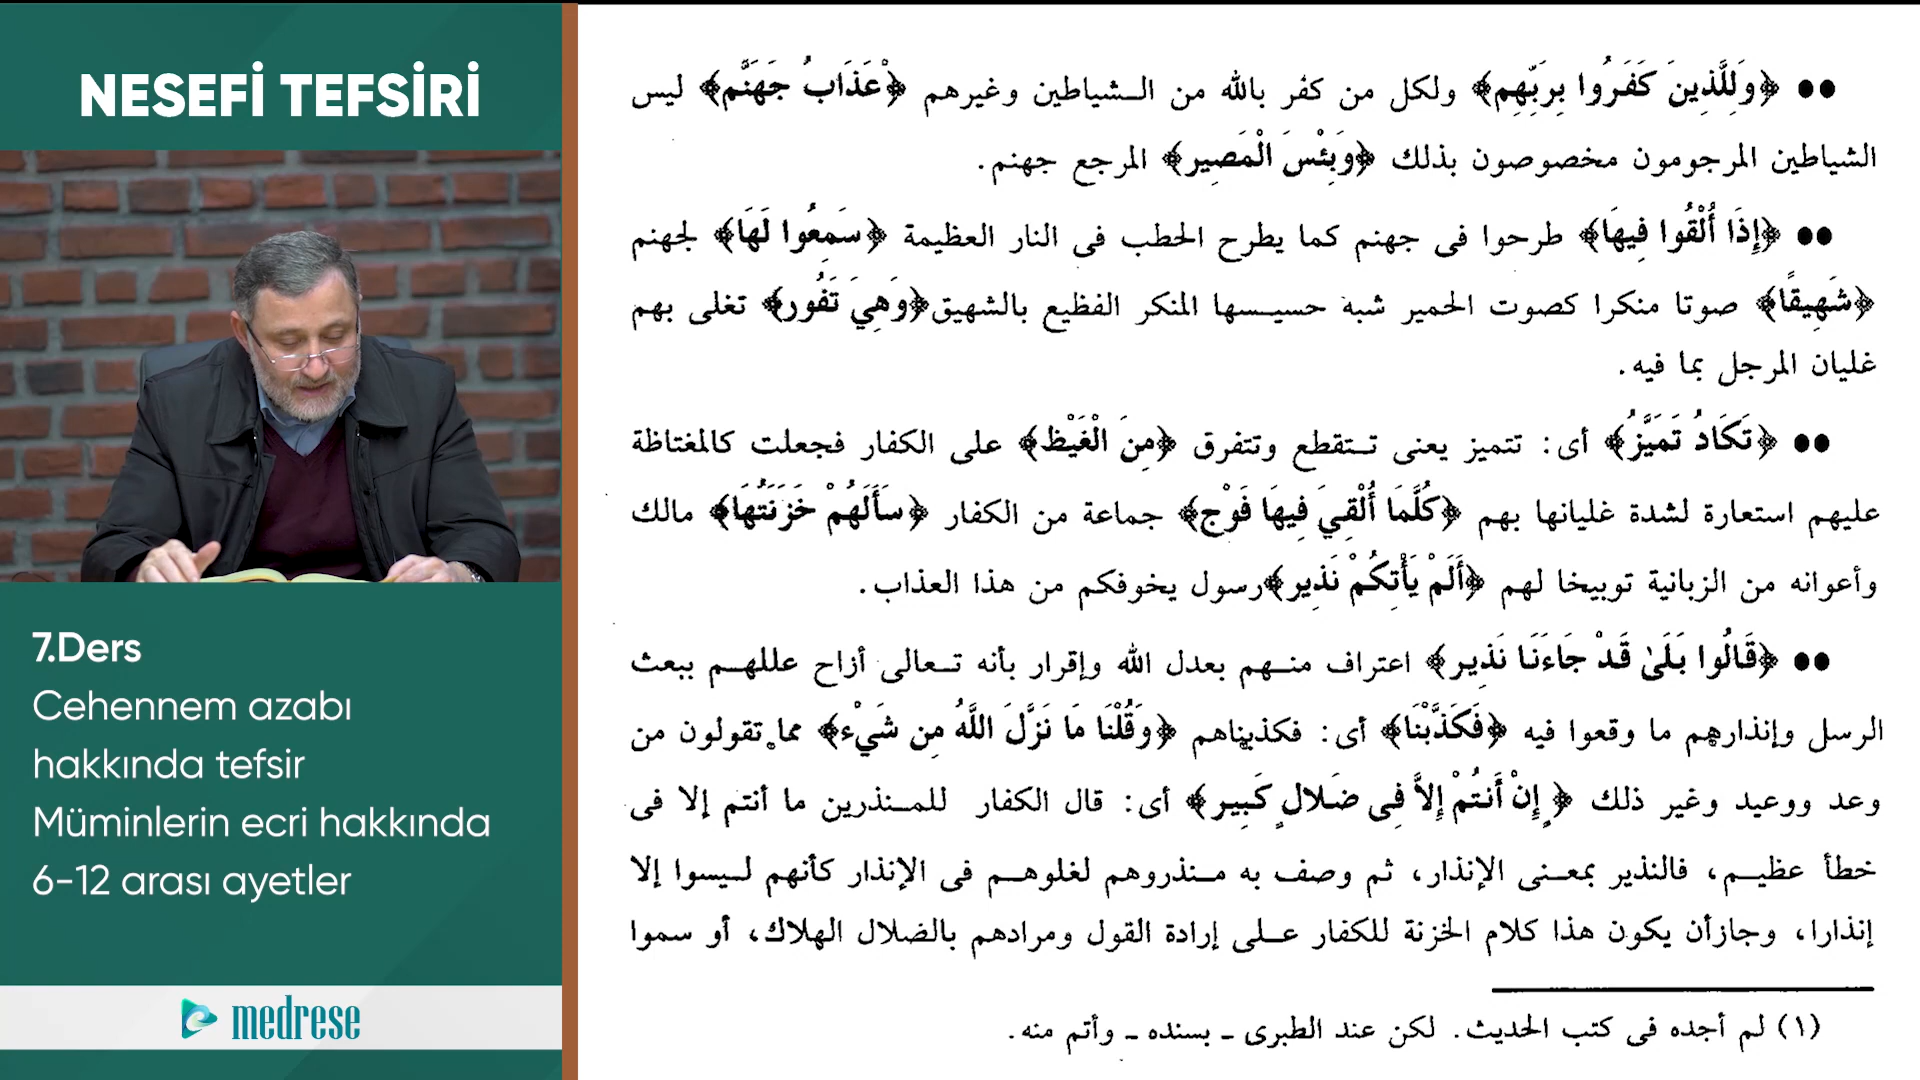 NESEFİ TEFSİRİ
7.Ders
Cehennem azabı
hakkında tefsir
Müminlerin ecri hakkında
6-12 arası ayetler
medrese
●● ﴿وَلِلَّذِينَ كَفَرُوا بِرَبِّهِم﴾ ولكل من كفر بالله من الشياطين وغيرهم ﴿عَذَابُ جَهَنَّم﴾ ليس
الشياطين المرجومون مخصوصون بذلك ﴿وَبِئْسَ الْمَصِير﴾ المرجع جهنم.
●● ﴿إِذَا أُلْقُوا فِيهَا﴾ طرحوا فى جهنم كما يطرح الحطب فى النار العظيمة ﴿سَمِعُوا لَهَا﴾ لجهنم
﴿شَهِيقًا﴾ صوتا منكرا كصوت الحمير شبه حسيسها المنكر الفظيع بالشهيق﴿وَهِيَ تَفُور﴾ تغلى بهم
غليان المرجل بما فيه.
●● ﴿تَكَادُ تَمَيَّزُ﴾ أى: تتميز يعنى تتقطع وتتفرق ﴿مِنَ الْغَيْظ﴾ على الكفار فجعلت كالمغتاظة
عليهم استعارة لشدة غليانها بهم ﴿كُلَّمَا أُلْقِيَ فِيهَا فَوْج﴾ جماعة من الكفار ﴿سَأَلَهُمْ خَزَنَتُهَا﴾ مالك
وأعوانه من الزبانية توبيخا لهم ﴿أَلَمْ يَأْتِكُمْ نَذِير﴾رسول يخوفكم من هذا العذاب.
●● ﴿قَالُوا بَلَىٰ قَدْ جَاءَنَا نَذِير﴾ اعتراف منهم بعدل الله وإقرار بأنه تعالى أزاح عللهم ببعث
الرسل وإنذارهم ما وقعوا فيه ﴿فَكَذَّبْنَا﴾ أى: فكذبناهم ﴿وَقُلْنَا مَا نَزَّلَ اللَّهُ مِن شَيْء﴾ مما تقولون من
وعد ووعيد وغير ذلك ﴿إِنْ أَنتُمْ إِلاَّ فِى ضَلالٍ كَبِير﴾ أى: قال الكفار للمنذرين ما أنتم إلا فى
خطأ عظيم، فالنذير بمعنى الإنذار، ثم وصف به منذروهم لغلوهم فى الإنذار كأنهم ليسوا إلا
إنذارا، وجازأن يكون هذا كلام الخزنة للكفار على إرادة القول ومرادهم بالضلال الهلاك، أو سموا
(١) لم أجده فى كتب الحديث. لكن عند الطبرى ـ بسنده ـ وأتم منه.